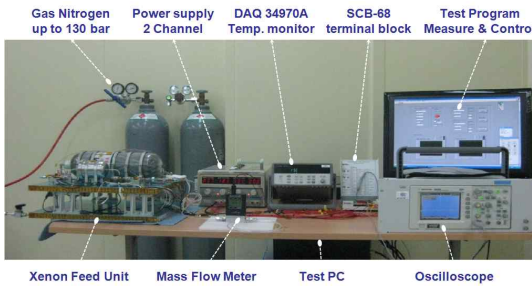 Gas Nitrogen
up to 130 bar
Power supply
2 Channel
DAQ 34970A
Temp. monitor
SCB-68
terminal block
Test Program
Measure & Contro
Xenon Feed Unit
Mass Flow Meter
Test PC
Oscilloscope